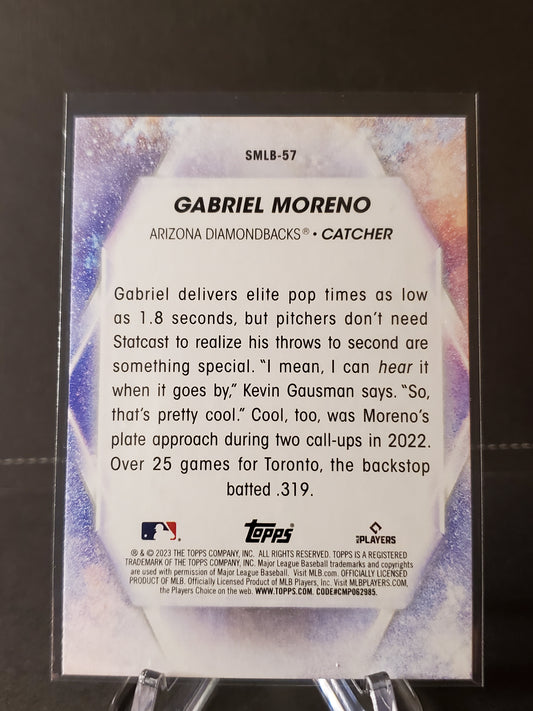 SMLB-57
GABRIEL MORENO
ARIZONA DIAMONDBACKS® • CATCHER
Gabriel delivers elite pop times as low
as 1.8 seconds, but pitchers don't need
Statcast to realize his throws to second are
something special. "I mean, I can hear it
when it goes by," Kevin Gausman says. "So,
that's pretty cool." Cool, too, was Moreno's
plate approach during two call-ups in 2022.
Over 25 games for Toronto, the backstop
batted .319.
topps
PLAYERS
® & © 2023 THE TOPPS COMPANY, INC. ALL RIGHTS RESERVED. TOPPS IS A REGISTERED
TRADEMARK OF THE TOPPS COMPANY, INC. Major League Baseball trademarks and copyrights
are used with permission of Major League Baseball. Visit MLB.com. OFFICIALLY LICENSED
PRODUCT OF MLB. Officially Licensed Product of MLB Players, Inc. Visit MLBPLAYERS.com,
the Players Choice on the web. WWW.TOPPS.COM. CODE#CMP062985.